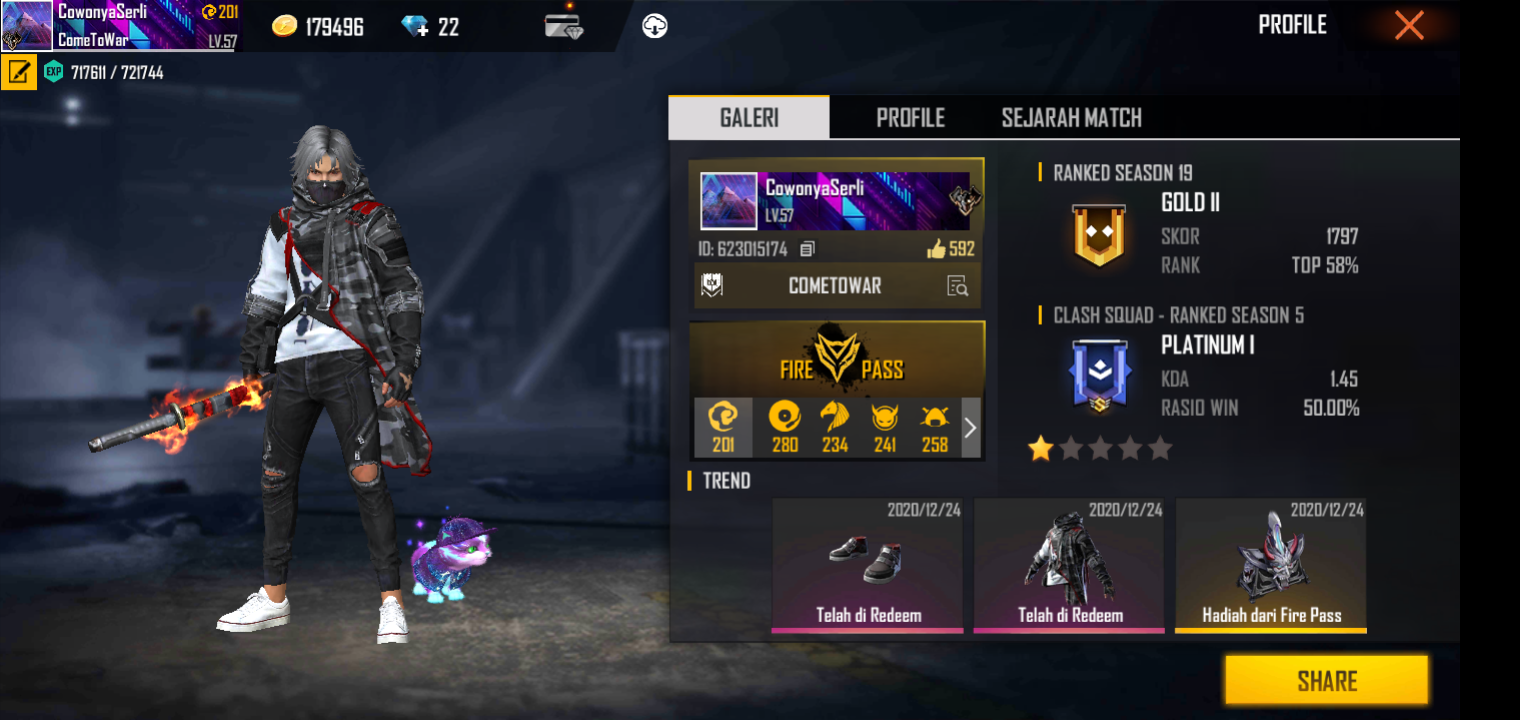 CowonyaSerli
201
ComeToWar
LV.57
179496
22
PROFILE
EXP 717611 / 721744
GALERI
PROFILE
SEJARAH MATCH
CowonyaSerli
LV.57
ID: 623015174
592
COMETOWAR
FIRE PASS
201
280
234
241
258
TREND
RANKED SEASON 19
GOLD II
SKOR 1797
RANK TOP 58%
CLASH SQUAD - RANKED SEASON 5
PLATINUM I
KDA 1.45
RASIO WIN 50.00%
2020/12/24
Telah di Redeem
2020/12/24
Telah di Redeem
2020/12/24
Hadiah dari Fire Pass
SHARE